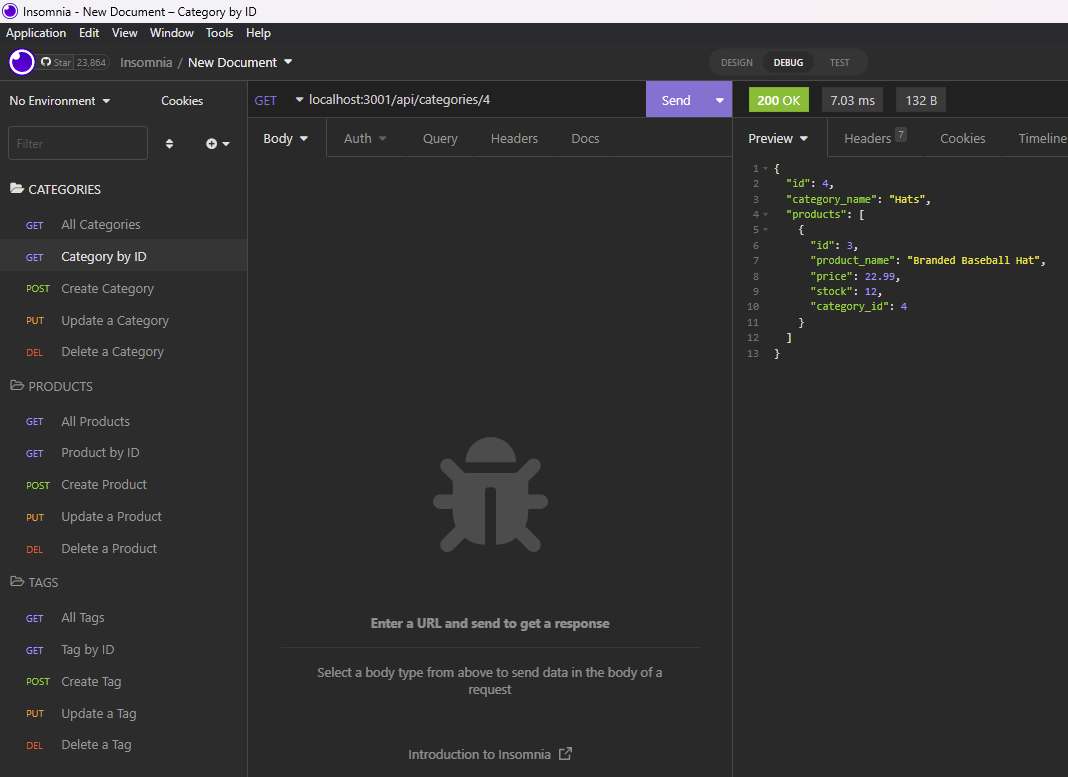 Insomnia - New Document – Category by ID
Application Edit View Window Tools Help
Star 23,864 Insomnia / New Document
DESIGN DEBUG TEST
No Environment Cookies
Filter
CATEGORIES
GET All Categories
GET Category by ID
POST Create Category
PUT Update a Category
DEL Delete a Category
PRODUCTS
GET All Products
GET Product by ID
POST Create Product
PUT Update a Product
DEL Delete a Product
TAGS
GET All Tags
GET Tag by ID
POST Create Tag
PUT Update a Tag
DEL Delete a Tag
GET localhost:3001/api/categories/4 Send
Body Auth Query Headers Docs
Enter a URL and send to get a response
Select a body type from above to send data in the body of a
request
Introduction to Insomnia
200 OK 7.03 ms 132 B
Preview Headers 7 Cookies Timeline
1 {
2 "id": 4,
3 "category_name": "Hats",
4 "products": [
5 {
6 "id": 3,
7 "product_name": "Branded Baseball Hat",
8 "price": 22.99,
9 "stock": 12,
10 "category_id": 4
11 }
12 ]
13 }